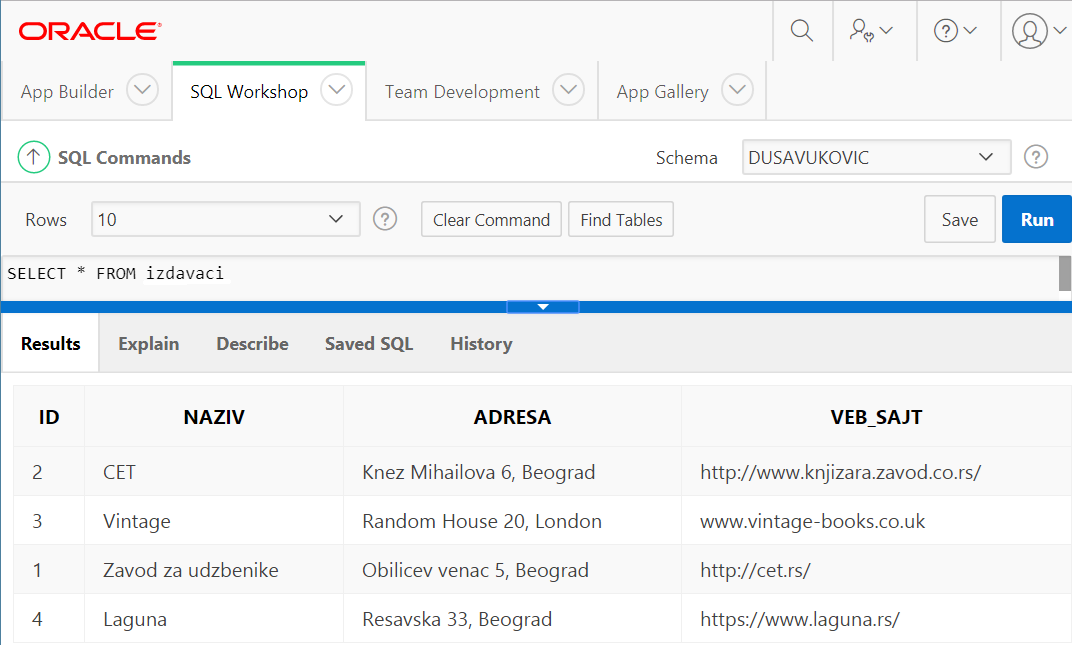 ORACLE®
App Builder SQL Workshop Team Development App Gallery
SQL Commands Schema DUSAVUKOVIC
Rows 10 Clear Command Find Tables Save Run
SELECT * FROM izdavaci
Results Explain Describe Saved SQL History
ID NAZIV ADRESA VEB_SAJT
2 CET Knez Mihailova 6, Beograd http://www.knjizara.zavod.co.rs/
3 Vintage Random House 20, London www.vintage-books.co.uk
1 Zavod za udzbenike Obilicev venac 5, Beograd http://cet.rs/
4 Laguna Resavska 33, Beograd https://www.laguna.rs/